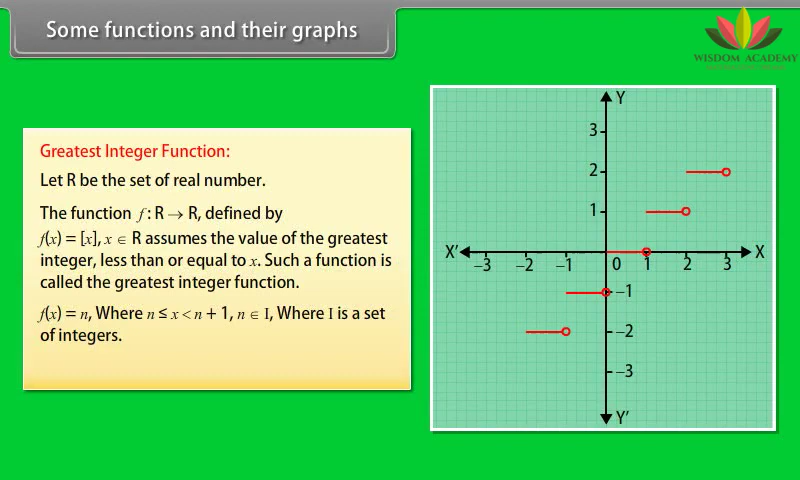 Some functions and their graphs
WISDOM ACADEMY
Greatest Integer Function:
Let R be the set of real number.
The function f : R → R, defined by
f(x) = [x], x ∈ R assumes the value of the greatest
integer, less than or equal to x. Such a function is
called the greatest integer function.
f(x) = n, Where n ≤ x < n + 1, n ∈ I, Where I is a set
of integers.
Y
3
2
1
X′ X
–3 –2 –1 0 1 2 3
–1
–2
–3
Y′